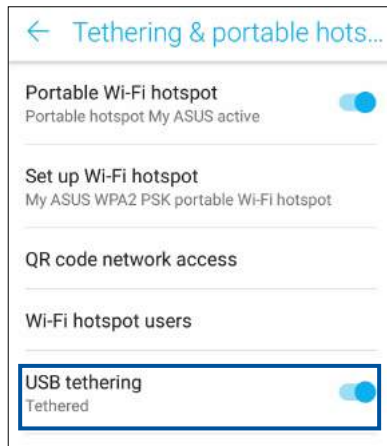 Tethering & portable hots...
Portable Wi-Fi hotspot
Portable hotspot My ASUS active
Set up Wi-Fi hotspot
My ASUS WPA2 PSK portable Wi-Fi hotspot
QR code network access
Wi-Fi hotspot users
USB tethering
Tethered